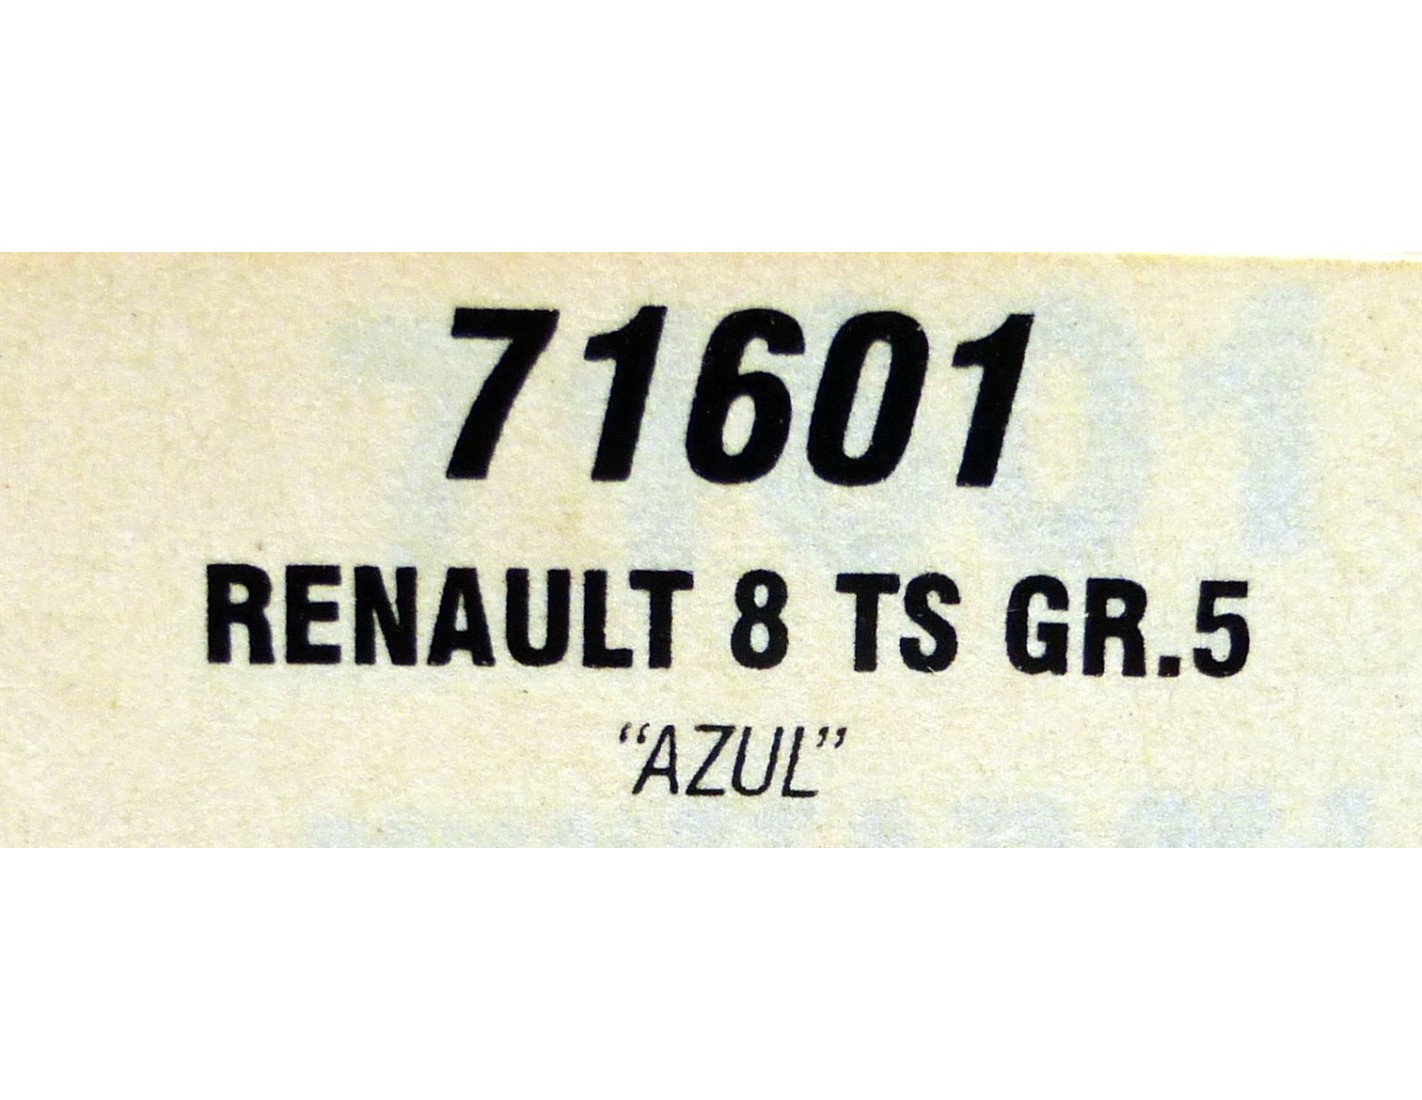 71601
RENAULT 8 TS GR.5
“AZUL”